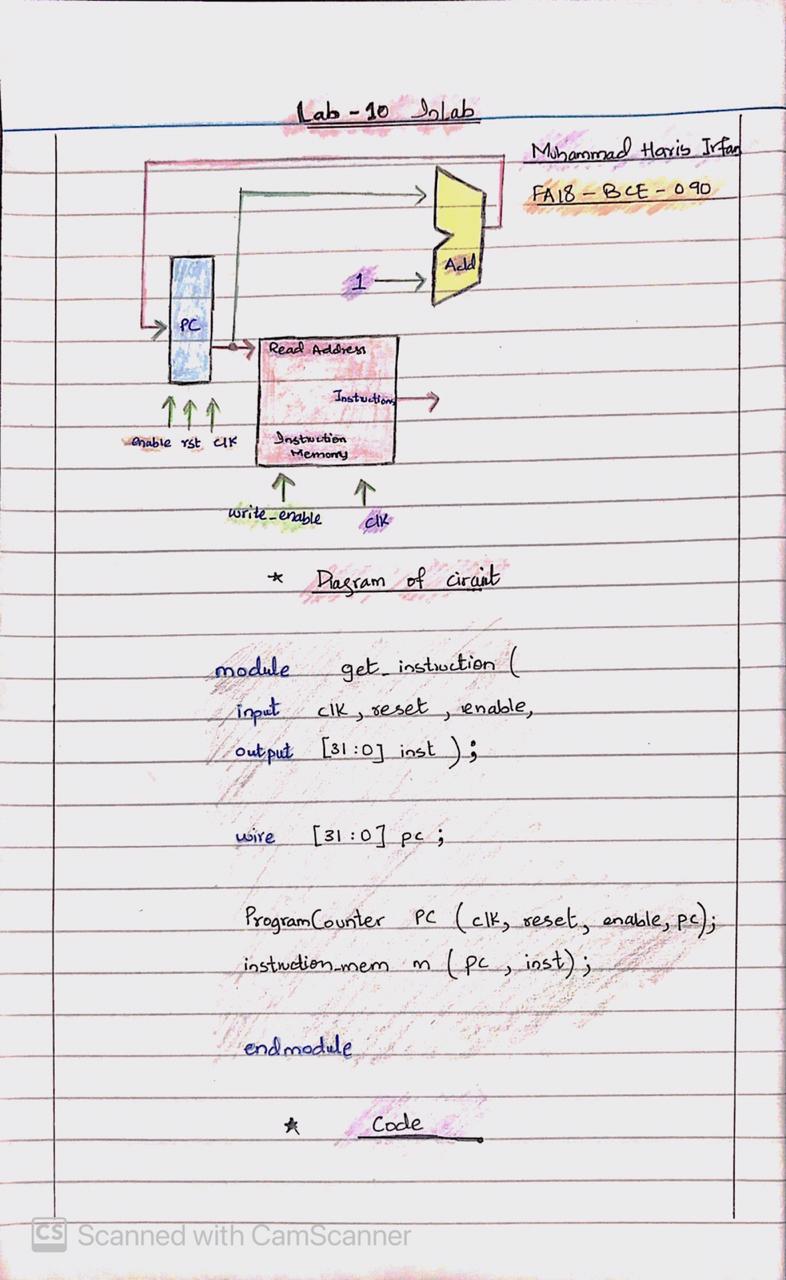 Lab - 10 InLab
Muhammad Haris Irfan
FA18 - BCE - 090
Add
1
PC
Read Address
Instruction
Instruction
Memory
enable rst clk
write_enable clk
* Diagram of circuit
module get_instruction (
input clk, reset, enable,
output [31:0] inst );
wire [31:0] pc ;
ProgramCounter PC (clk, reset, enable, pc);
instruction_mem m ( pc , inst);
endmodule
* Code
CS Scanned with CamScanner